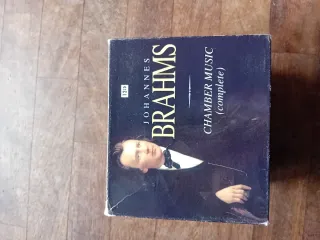 JOHANNES
BRAHMS
CHAMBER MUSIC
(complete)